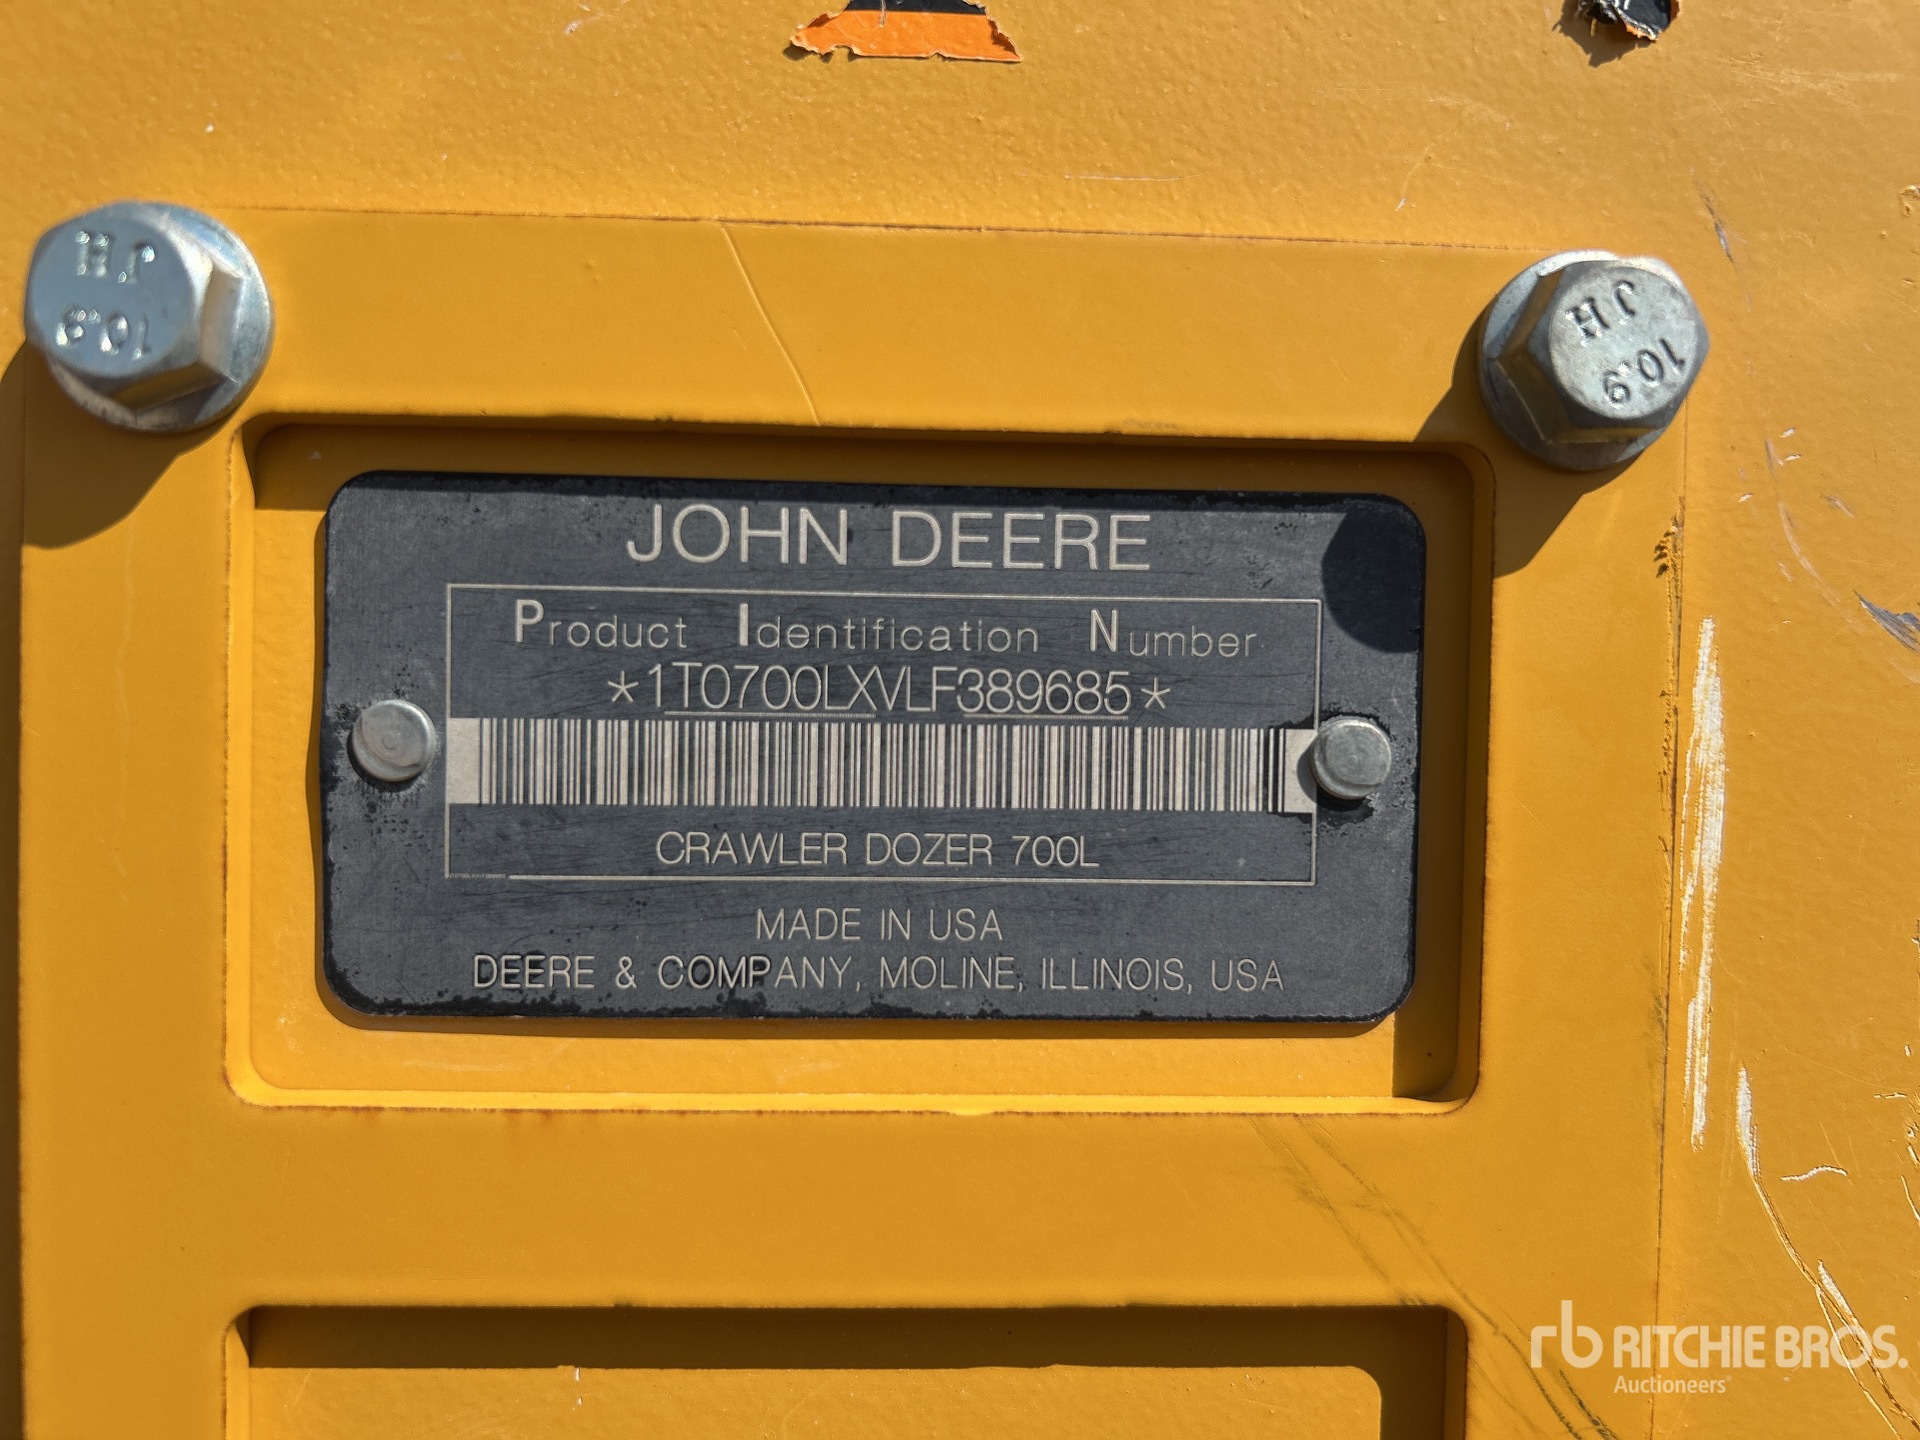 JH
10.9
JH
10.9
JOHN DEERE
Product Identification Number
*1T0700LXVLF389685*
CRAWLER DOZER 700L
MADE IN USA
DEERE & COMPANY, MOLINE, ILLINOIS, USA
rb RITCHIE BROS.
Auctioneers